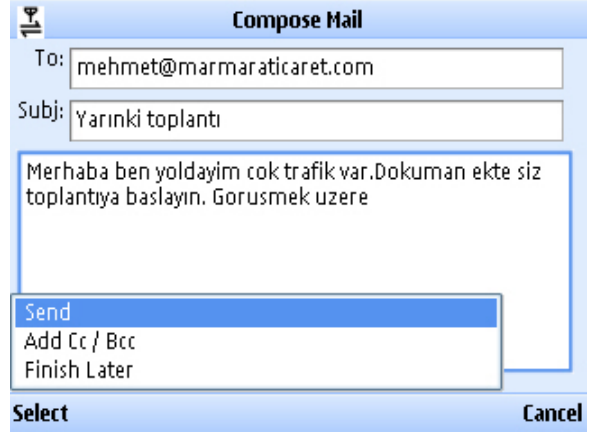 Compose Mail
To: mehmet@marmaraticaret.com
Subj: Yarınki toplantı
Merhaba ben yoldayim cok trafik var.Dokuman ekte siz
toplantıya baslayın. Gorusmek uzere
Send
Add Cc / Bcc
Finish Later
Select Cancel